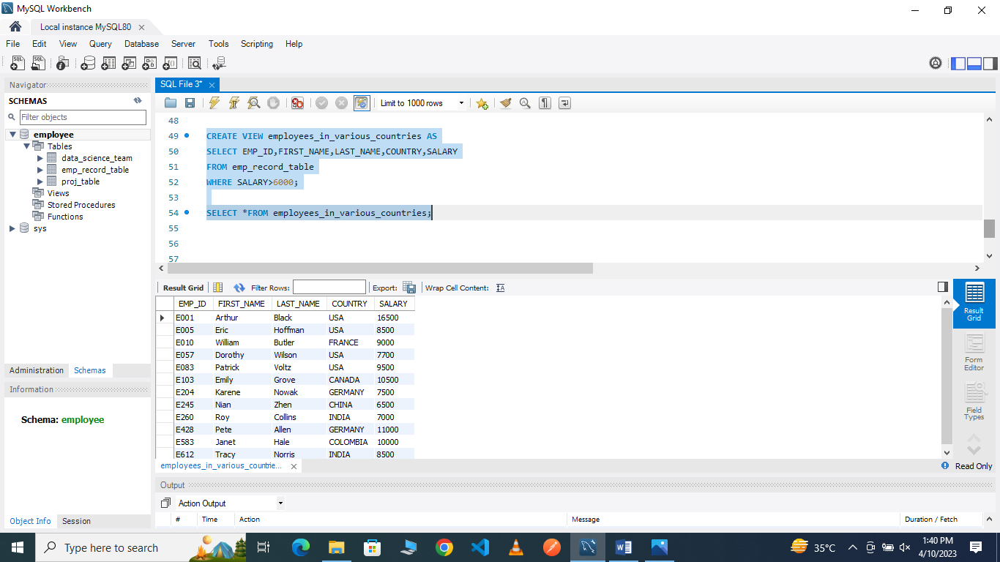 MySQL Workbench
Local instance MySQL80
File Edit View Query Database Server Tools Scripting Help
Navigator
SCHEMAS
Filter objects
employee
Tables
data_science_team
emp_record_table
proj_table
Views
Stored Procedures
Functions
sys
Administration Schemas
Information
Schema: employee
Object Info Session
SQL File 3*
Limit to 1000 rows
48
49 CREATE VIEW employees_in_various_countries AS
50 SELECT EMP_ID,FIRST_NAME,LAST_NAME,COUNTRY,SALARY
51 FROM emp_record_table
52 WHERE SALARY>6000;
53
54 SELECT *FROM employees_in_various_countries;
55
56
57
Result Grid Filter Rows: Export: Wrap Cell Content:
EMP_ID FIRST_NAME LAST_NAME COUNTRY SALARY
E001 Arthur Black USA 16500
E005 Eric Hoffman USA 8500
E010 William Butler FRANCE 9000
E057 Dorothy Wilson USA 7700
E083 Patrick Voltz USA 9500
E103 Emily Grove CANADA 10500
E204 Karene Nowak GERMANY 7500
E245 Nian Zhen CHINA 6500
E260 Roy Collins INDIA 7000
E428 Pete Allen GERMANY 11000
E583 Janet Hale COLOMBIA 10000
E612 Tracy Norris INDIA 8500
Result
Grid
Form
Editor
Field
Types
employees_in_various_countrie...
Read Only
Output
Action Output
# Time Action Message Duration / Fetch
Type here to search
35°C
1:40 PM
4/10/2023